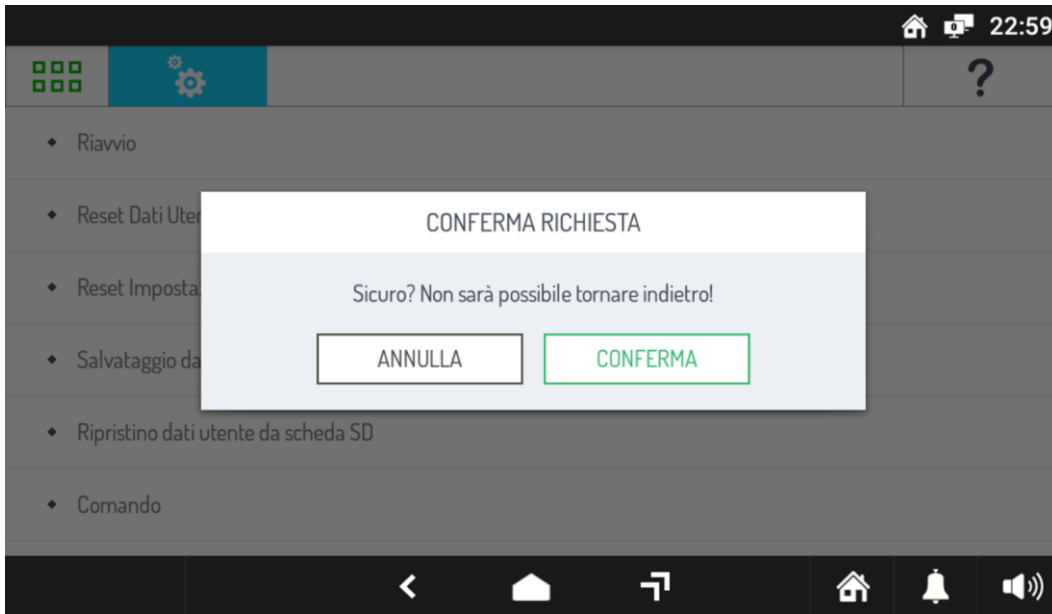 22:59
?
Riavvio
Reset Dati Uter
Reset Imposta
Salvataggio da
Ripristino dati utente da scheda SD
Comando
CONFERMA RICHIESTA
Sicuro? Non sarà possibile tornare indietro!
ANNULLA
CONFERMA